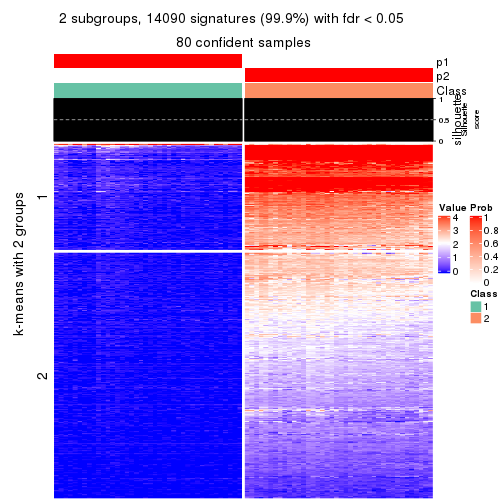 2 subgroups, 14090 signatures (99.9%) with fdr < 0.05
80 confident samples
p1
p2
Class
silhouette
Silhouette
score
1
0.5
0
k-means with 2 groups
1
2
Value
4
3
2
1
0
Prob
1
0.8
0.6
0.4
0.2
0
Class
1
2